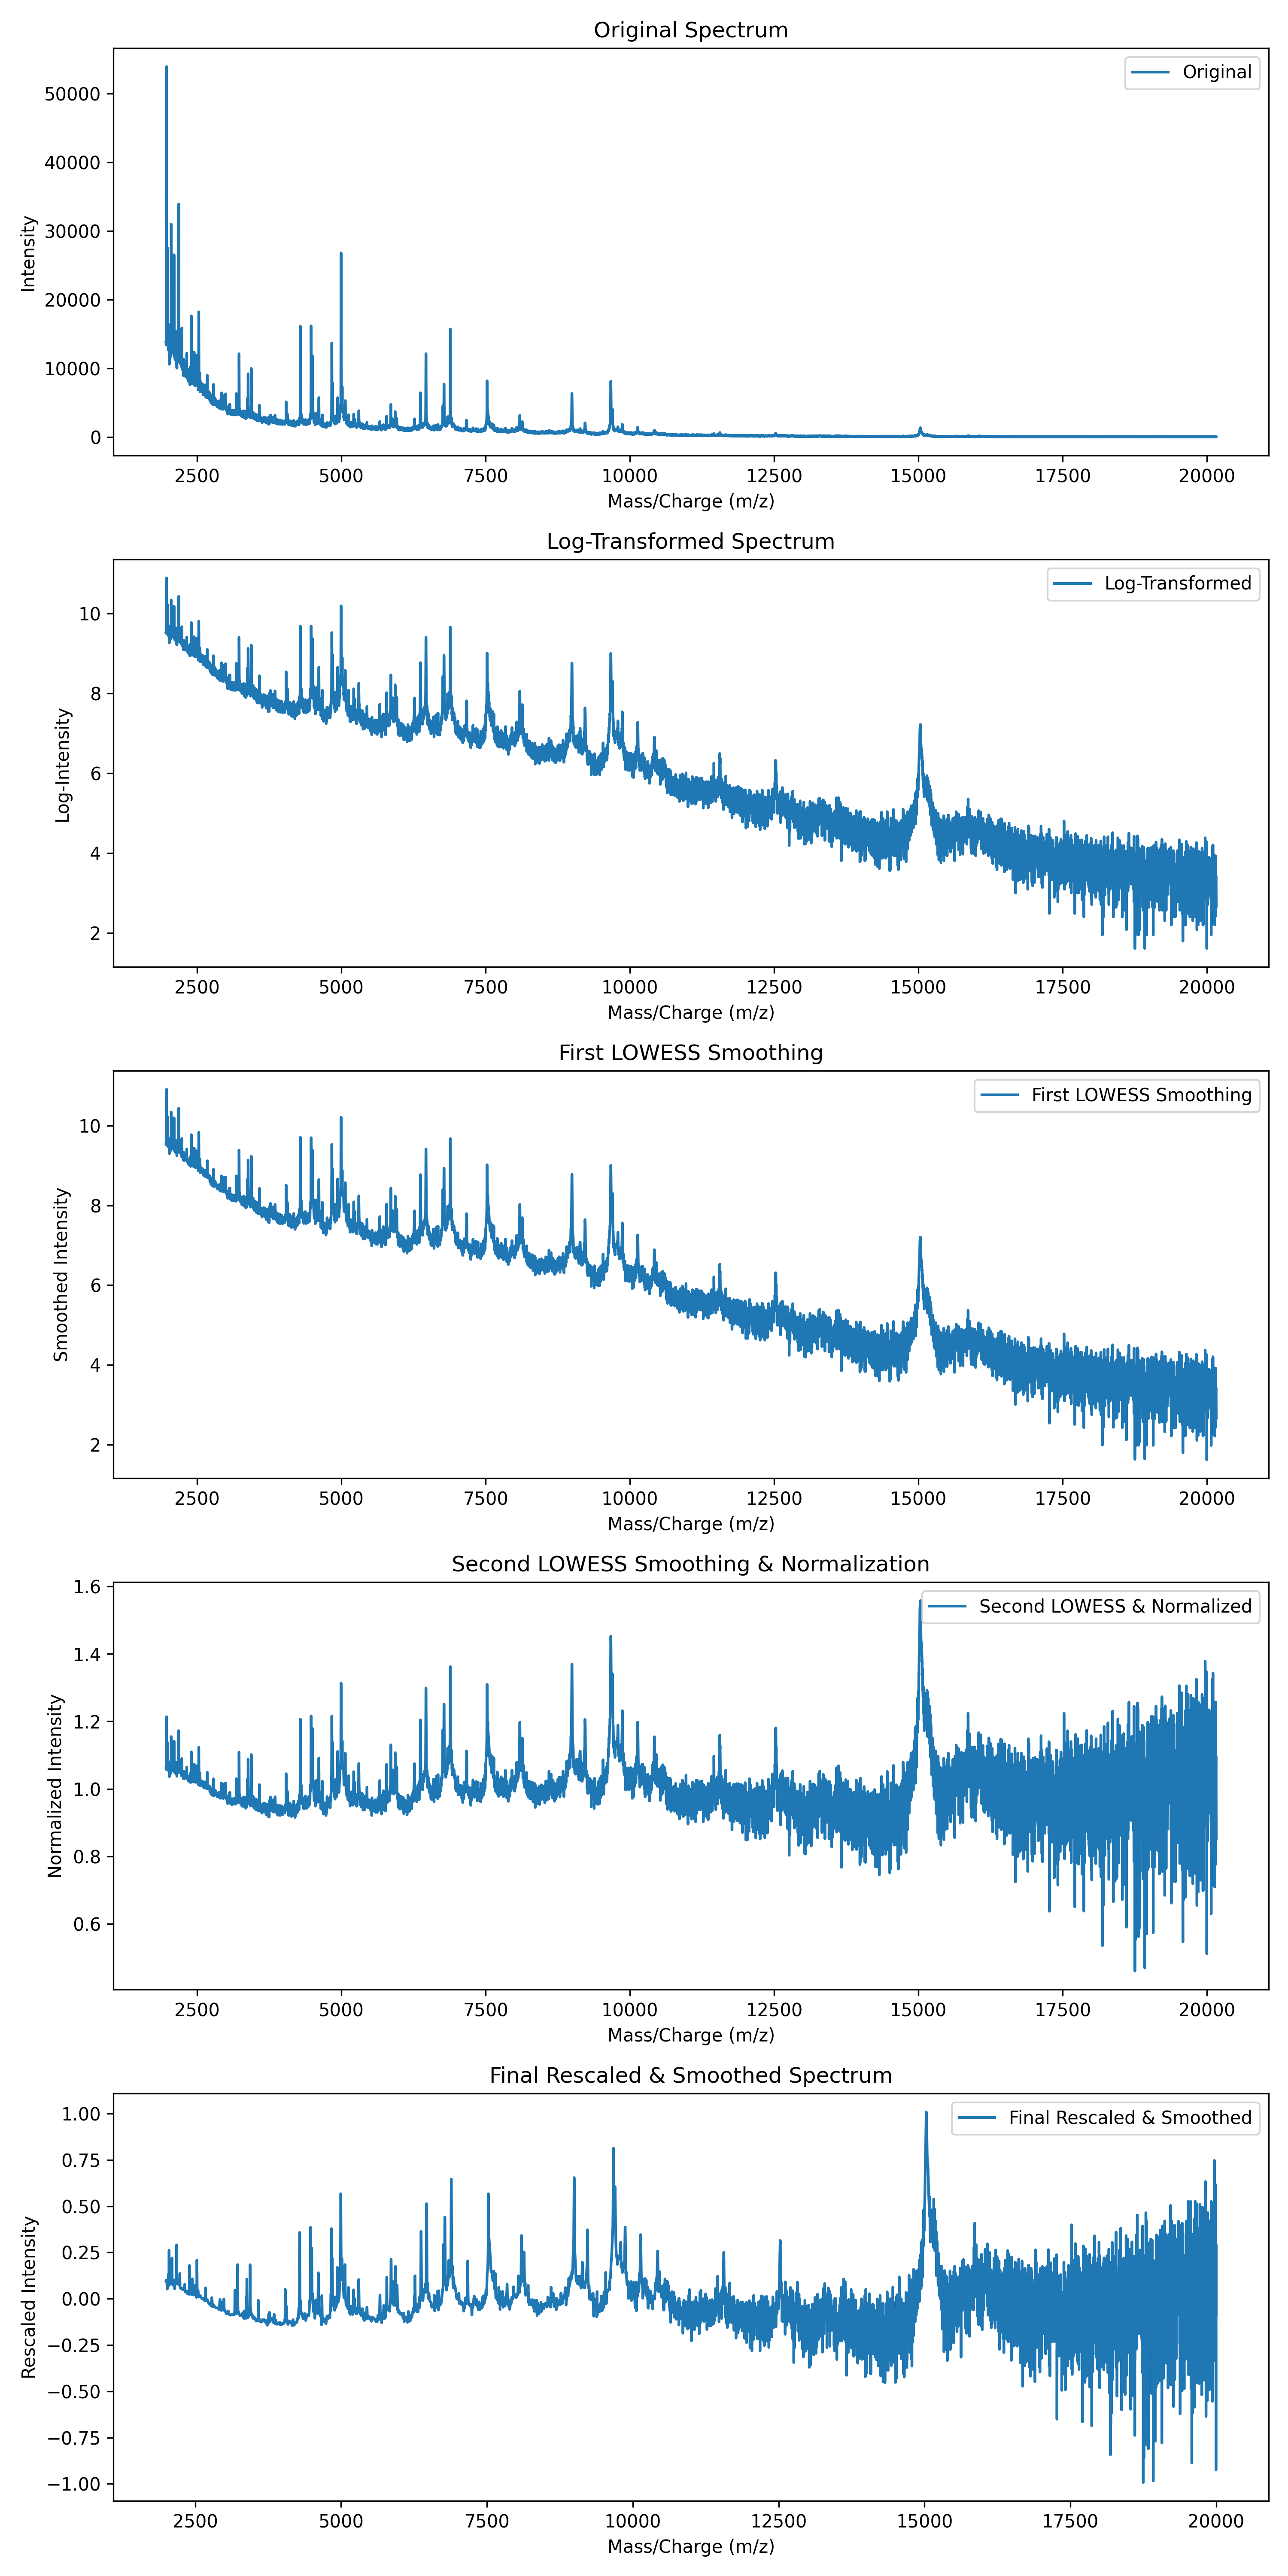 Original Spectrum
Original
50000
40000
30000
20000
10000
0
Intensity
2500 5000 7500 10000 12500 15000 17500 20000
Mass/Charge (m/z)
Log-Transformed Spectrum
Log-Transformed
10
8
6
4
2
Log-Intensity
2500 5000 7500 10000 12500 15000 17500 20000
Mass/Charge (m/z)
First LOWESS Smoothing
First LOWESS Smoothing
10
8
6
4
2
Smoothed Intensity
2500 5000 7500 10000 12500 15000 17500 20000
Mass/Charge (m/z)
Second LOWESS Smoothing & Normalization
Second LOWESS & Normalized
1.6
1.4
1.2
1.0
0.8
0.6
Normalized Intensity
2500 5000 7500 10000 12500 15000 17500 20000
Mass/Charge (m/z)
Final Rescaled & Smoothed Spectrum
Final Rescaled & Smoothed
1.00
0.75
0.50
0.25
0.00
−0.25
−0.50
−0.75
−1.00
Rescaled Intensity
2500 5000 7500 10000 12500 15000 17500 20000
Mass/Charge (m/z)